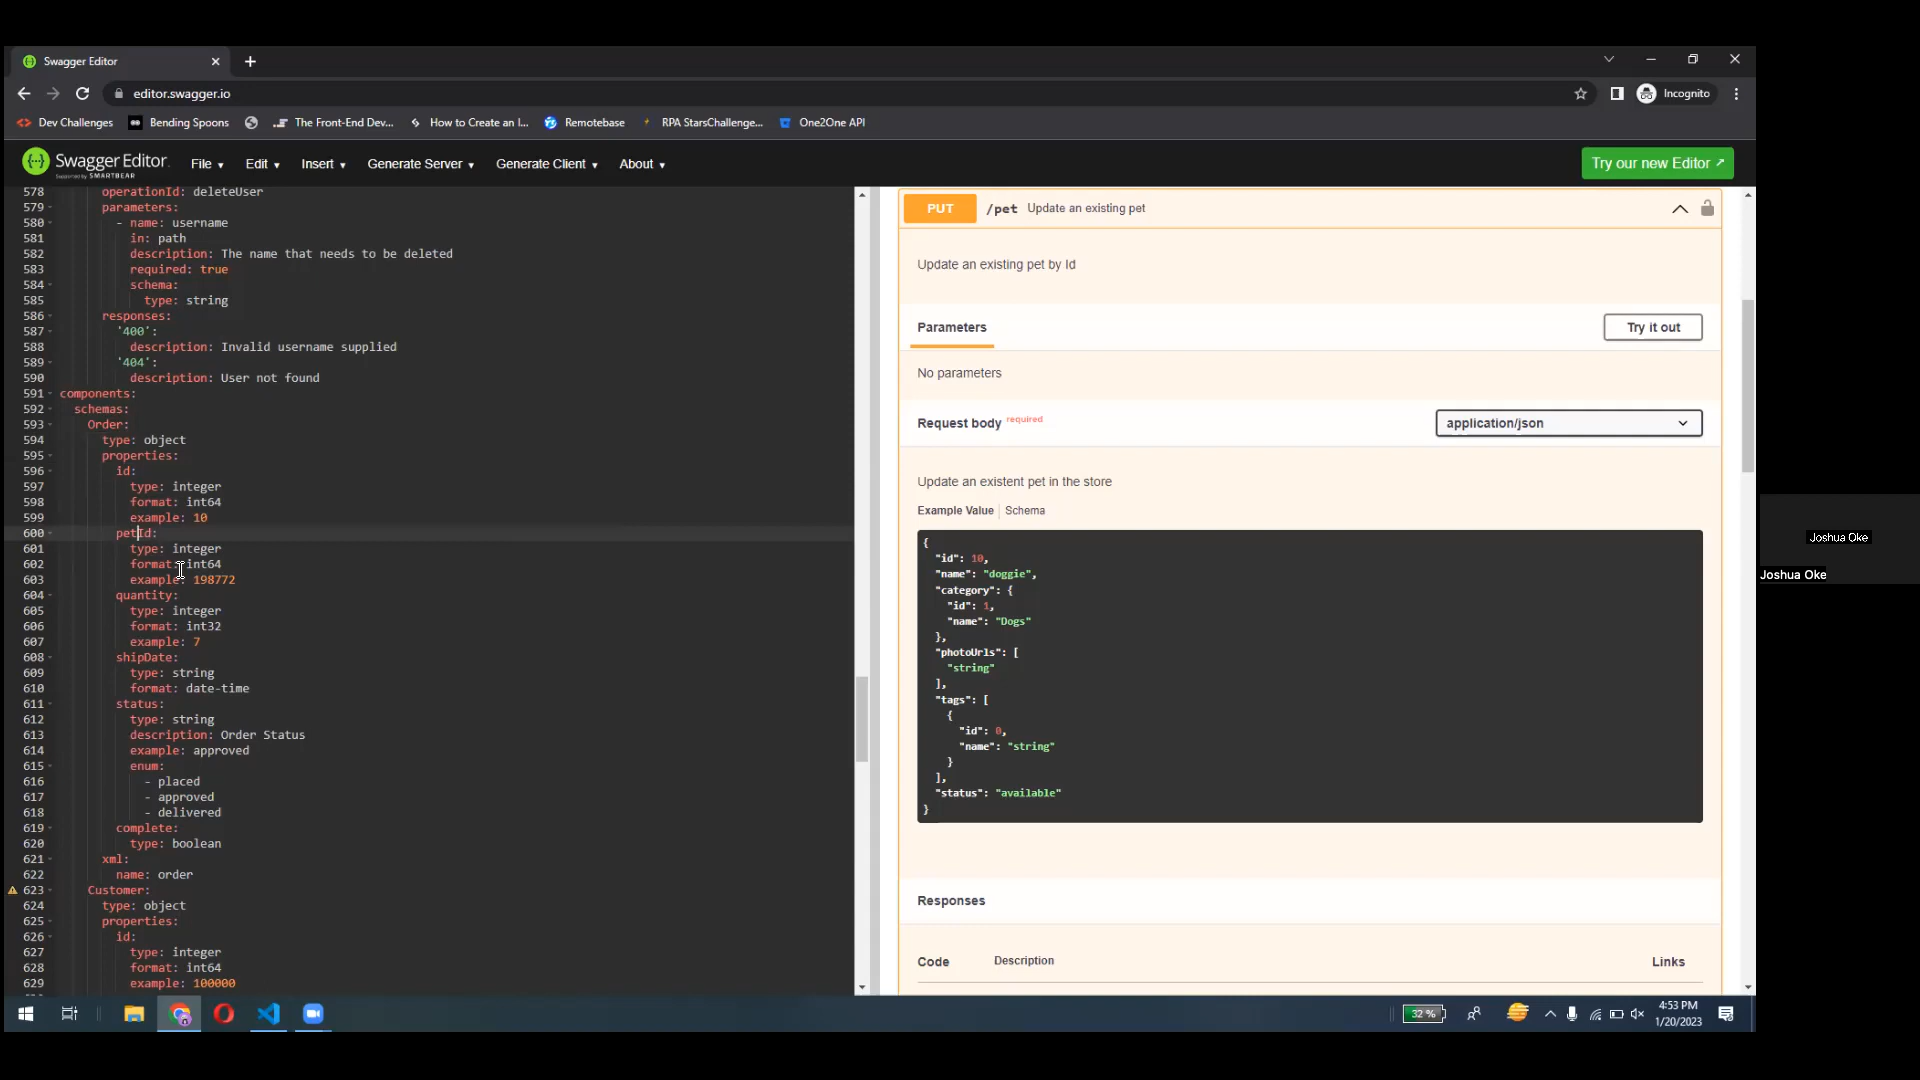 Swagger Editor
editor.swagger.io
Incognito
Dev Challenges
Bending Spoons
The Front-End Dev...
How to Create an I...
Remotebase
RPA StarsChallenge...
One2One API
Swagger Editor.
Supported by SMARTBEAR
File
Edit
Insert
Generate Server
Generate Client
About
Try our new Editor
578 operationId: deleteUser
579 parameters:
580 - name: username
581 in: path
582 description: The name that needs to be deleted
583 required: true
584 schema:
585 type: string
586 responses:
587 '400':
588 description: Invalid username supplied
589 '404':
590 description: User not found
591 components:
592 schemas:
593 Order:
594 type: object
595 properties:
596 id:
597 type: integer
598 format: int64
599 example: 10
600 petId:
601 type: integer
602 format: int64
603 example: 198772
604 quantity:
605 type: integer
606 format: int32
607 example: 7
608 shipDate:
609 type: string
610 format: date-time
611 status:
612 type: string
613 description: Order Status
614 example: approved
615 enum:
616 - placed
617 - approved
618 - delivered
619 complete:
620 type: boolean
621 xml:
622 name: order
623 Customer:
624 type: object
625 properties:
626 id:
627 type: integer
628 format: int64
629 example: 100000
PUT /pet Update an existing pet
Update an existing pet by Id
Parameters
Try it out
No parameters
Request body required
application/json
Update an existent pet in the store
Example Value Schema
{
"id": 10,
"name": "doggie",
"category": {
"id": 1,
"name": "Dogs"
},
"photoUrls": [
"string"
],
"tags": [
{
"id": 0,
"name": "string"
}
],
"status": "available"
}
Responses
Code Description Links
Joshua Oke
Joshua Oke
32 %
4:53 PM
1/20/2023